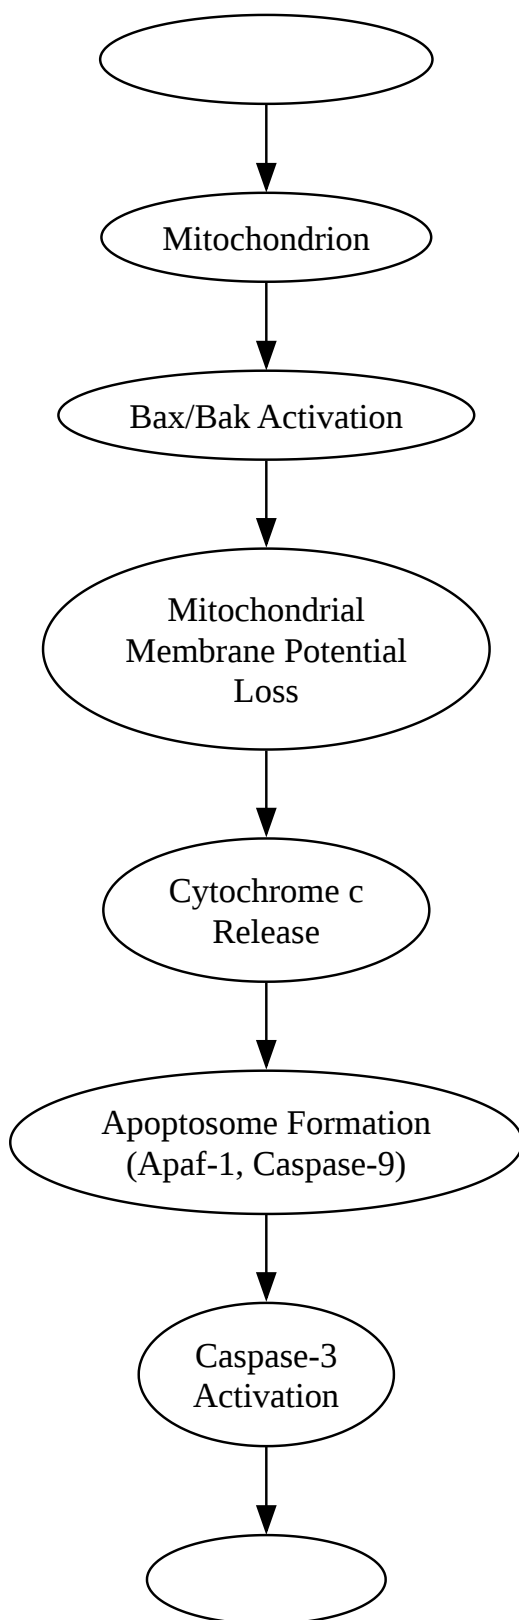 Mitochondrion
Bax/Bak Activation
Mitochondrial
Membrane Potential
Loss
Cytochrome c
Release
Apoptosome Formation
(Apaf-1, Caspase-9)
Caspase-3
Activation